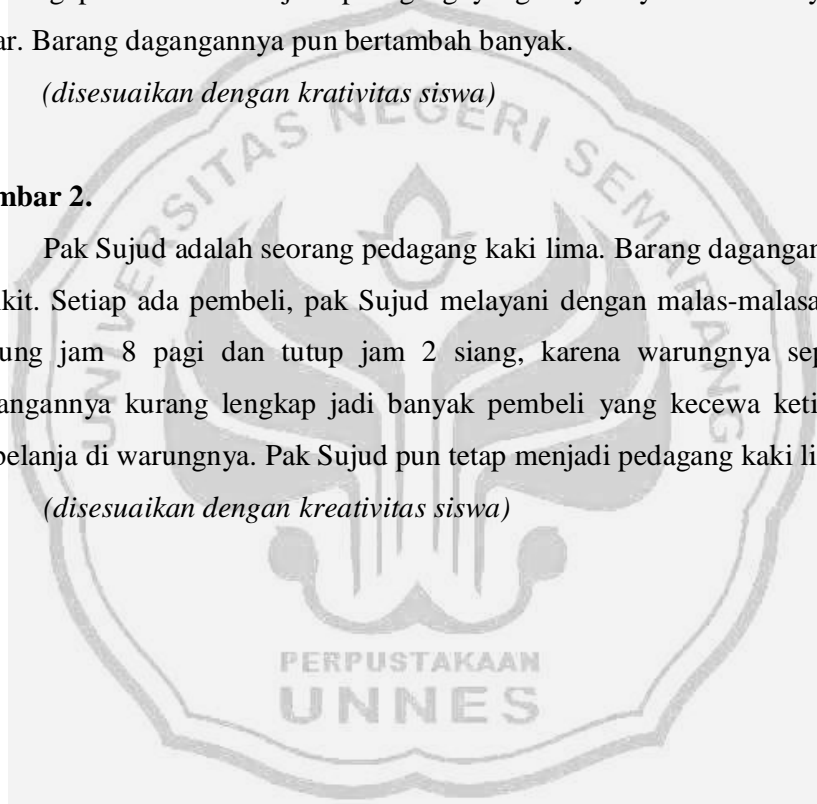 ar. Barang dagangannya pun bertambah banyak.
(disesuaikan dengan krativitas siswa)
mbar 2.
Pak Sujud adalah seorang pedagang kaki lima. Barang dagangan
kit. Setiap ada pembeli, pak Sujud melayani dengan malas-malasa
ung jam 8 pagi dan tutup jam 2 siang, karena warungnya sep
angannya kurang lengkap jadi banyak pembeli yang kecewa keti
belanja di warungnya. Pak Sujud pun tetap menjadi pedagang kaki li
(disesuaikan dengan kreativitas siswa)
UNIVERSITAS NEGERI SEMARANG
PERPUSTAKAAN
UNNES